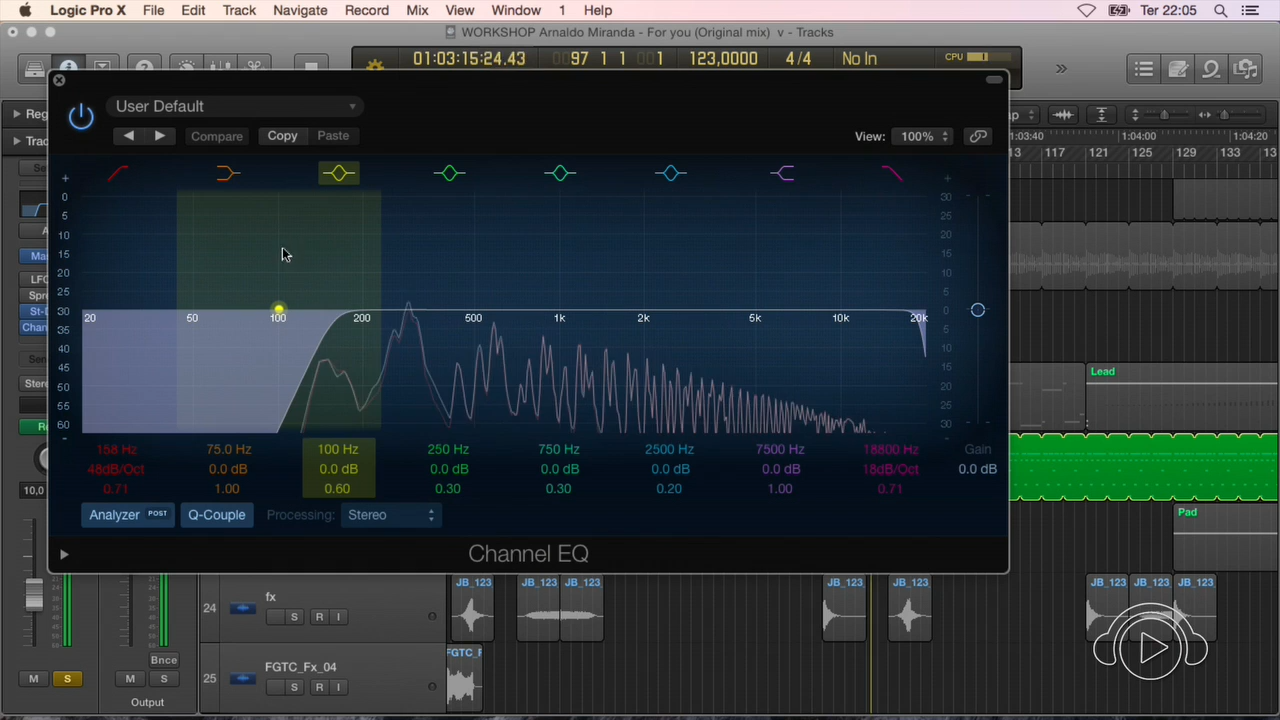 Logic Pro X File Edit Track Navigate Record Mix View Window 1 Help Ter 22:05
WORKSHOP Arnaldo Miranda - For you (Original mix) v - Tracks
01:03:15:24.43 97 1 1 1 123,0000 4/4 No In CPU
User Default
Compare Copy Paste View: 100%
1:03:40 1:04:00 1:04:20
117 121 125 129 133
+ +
0 30
5 25
10 20
15 15
20 10
25 5
30 0
20 50 100 200 500 1k 2k 5k 10k 20k
35 5
40 10
45 15
50 20
55 25
60 30
- -
Lead
158 Hz 75.0 Hz 100 Hz 250 Hz 750 Hz 2500 Hz 7500 Hz 18800 Hz Gain
48dB/Oct 0.0 dB 0.0 dB 0.0 dB 0.0 dB 0.0 dB 0.0 dB 18dB/Oct 0.0 dB
0.71 1.00 0.60 0.30 0.30 0.20 1.00 0.71
10,0
Analyzer POST Q-Couple Processing: Stereo
Pad
Channel EQ
JB_123 JB_123 JB_123 JB_123 JB_123 JB_123 JB_123 JB_123
24 fx
S R I
Bnce
FGTC_F
25 FGTC_Fx_04
M S M S S R I
Output